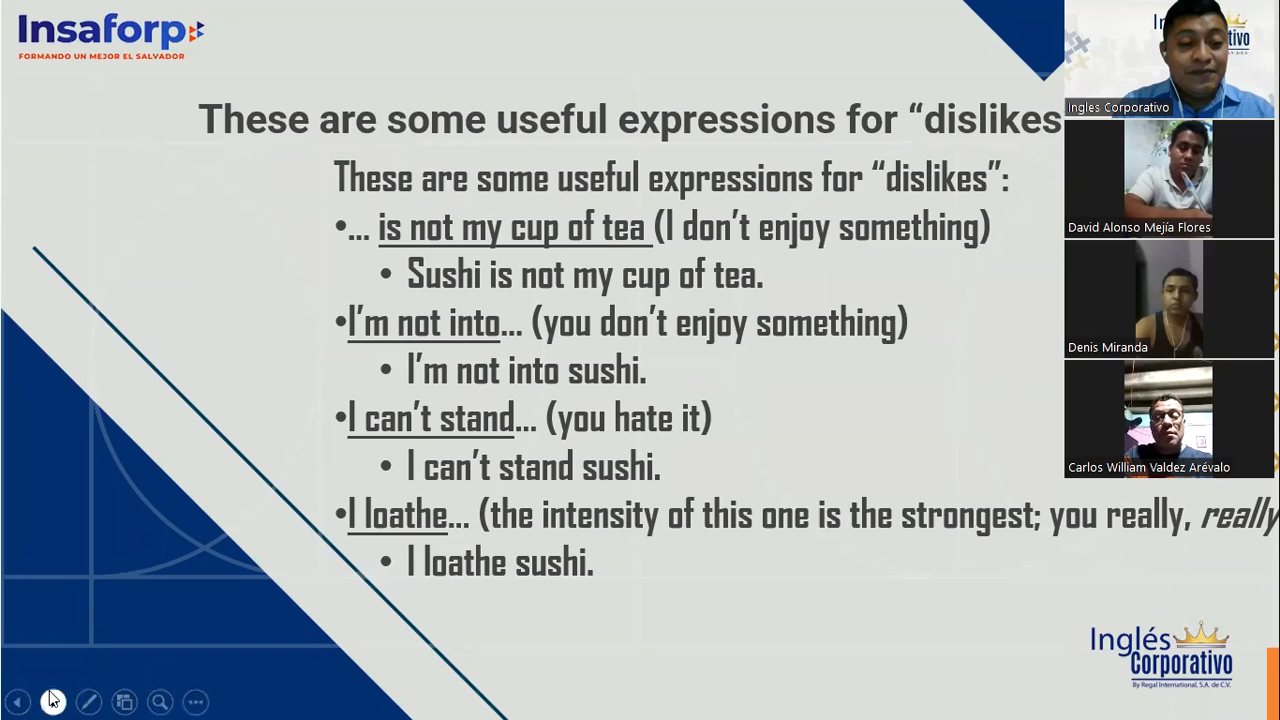 Insaforp
FORMANDO UN MEJOR EL SALVADOR
These are some useful expressions for “dislikes
These are some useful expressions for “dislikes”:
•... is not my cup of tea (I don’t enjoy something)
• Sushi is not my cup of tea.
•I’m not into... (you don’t enjoy something)
• I’m not into sushi.
•I can’t stand... (you hate it)
• I can’t stand sushi.
•I loathe... (the intensity of this one is the strongest; you really, really
• I loathe sushi.
Ingles Corporativo
David Alonso Mejía Flores
Denis Miranda
Carlos William Valdez Arévalo
Inglés
Corporativo
By Regal International, S.A. de C.V.